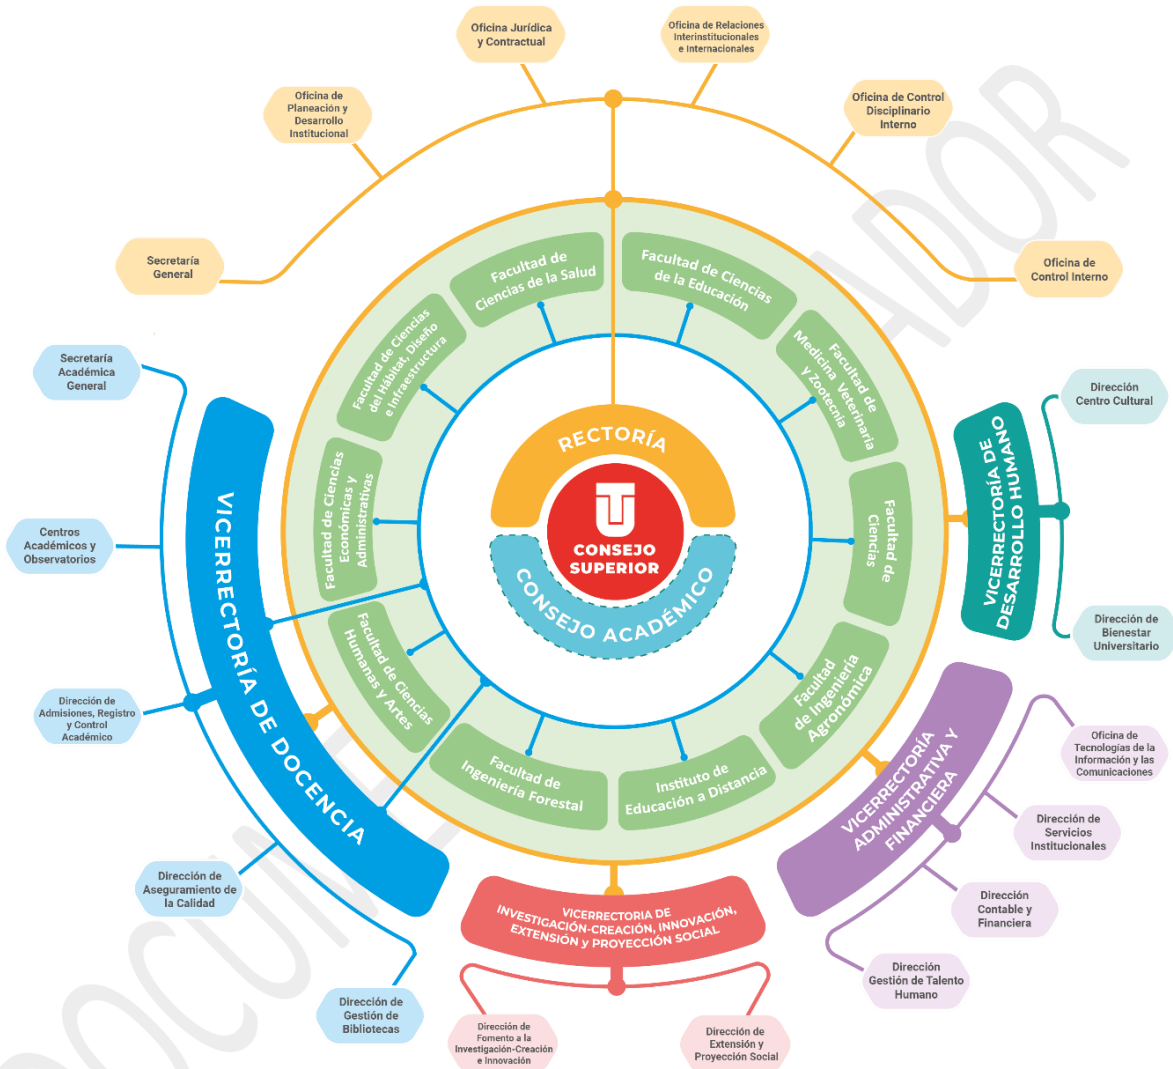 Oficina Jurídica
y Contractual
Oficina de Relaciones
Interinstitucionales
e Internacionales
Oficina de
Planeación y
Desarrollo
Institucional
Oficina de Control
Disciplinario
Interno
Secretaría
General
Oficina de
Control Interno
Facultad de
Ciencias de la Salud
Facultad de Ciencias
de la Educación
Facultad de Ciencias
del Hábitat, Diseño
e Infraestructura
Facultad de
Medicina Veterinaria
y Zootecnia
Facultad de Ciencias
Económicas y
Administrativas
Facultad de
Ciencias
Facultad de Ciencias
Humanas y Artes
Facultad
de Ingeniería
Agronómica
Facultad de
Ingeniería Forestal
Instituto de
Educación a Distancia
RECTORÍA
CONSEJO
SUPERIOR
CONSEJO ACADÉMICO
Secretaría
Académica
General
Centros
Académicos y
Observatorios
Dirección de
Admisiones, Registro
y Control
Académico
Dirección de
Aseguramiento de
la Calidad
Dirección de
Gestión de
Bibliotecas
VICERRECTORÍA DE DOCENCIA
VICERRECTORÍA DE
DESARROLLO HUMANO
Dirección
Centro Cultural
Dirección de
Bienestar
Universitario
VICERRECTORÍA
ADMINISTRATIVA Y
FINANCIERA
Oficina de
Tecnologías de la
Información y las
Comunicaciones
Dirección de
Servicios
Institucionales
Dirección
Contable y
Financiera
Dirección
Gestión de Talento
Humano
VICERRECTORIA DE
INVESTIGACIÓN-CREACIÓN, INNOVACIÓN,
EXTENSIÓN y PROYECCIÓN SOCIAL
Dirección de
Fomento a la
Investigación-Creación
e Innovación
Dirección de
Extensión y
Proyección Social